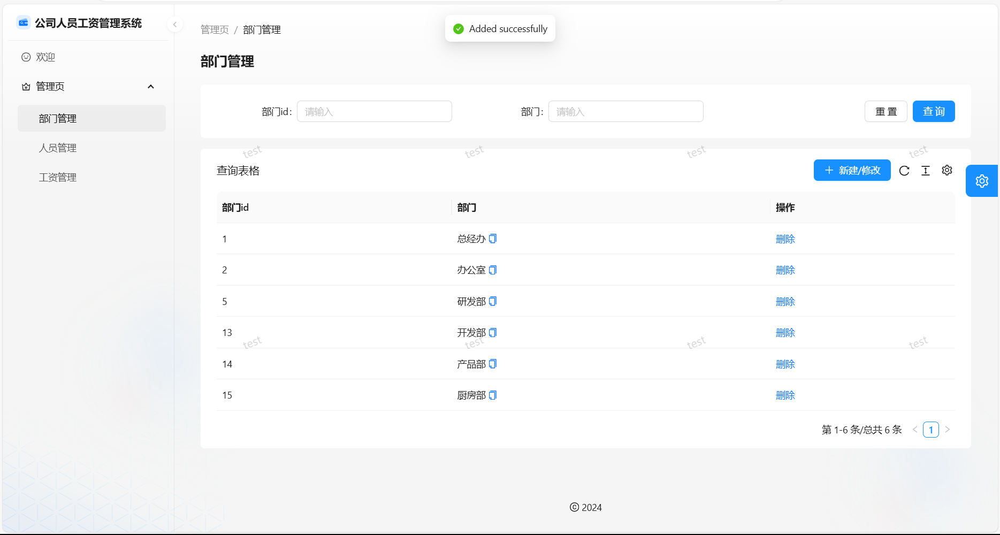 公司人员工资管理系统
欢迎
管理页
部门管理
人员管理
工资管理
管理页 / 部门管理
Added successfully
部门管理
部门id: 请输入 部门: 请输入 重 置 查 询
test test test test
查询表格 新建/修改
部门id 部门 操作
1 总经办 删除
2 办公室 删除
5 研发部 删除
13 开发部 删除
test test test test
14 产品部 删除
15 厨房部 删除
第 1-6 条/总共 6 条 < 1 >
© 2024